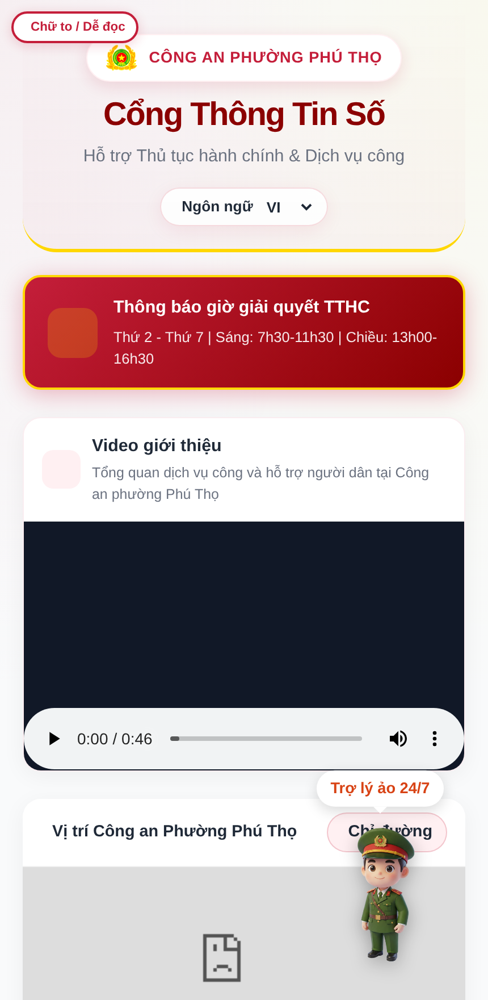 Chữ to / Dễ đọc
CÔNG AN PHƯỜNG PHÚ THỌ
Cổng Thông Tin Số
Hỗ trợ Thủ tục hành chính & Dịch vụ công
Ngôn ngữ VI
Thông báo giờ giải quyết TTHC
Thứ 2 - Thứ 7 | Sáng: 7h30-11h30 | Chiều: 13h00-
16h30
Video giới thiệu
Tổng quan dịch vụ công và hỗ trợ người dân tại Công
an phường Phú Thọ
0:00 / 0:46
Trợ lý ảo 24/7
Vị trí Công an Phường Phú Thọ
Chỉ đường